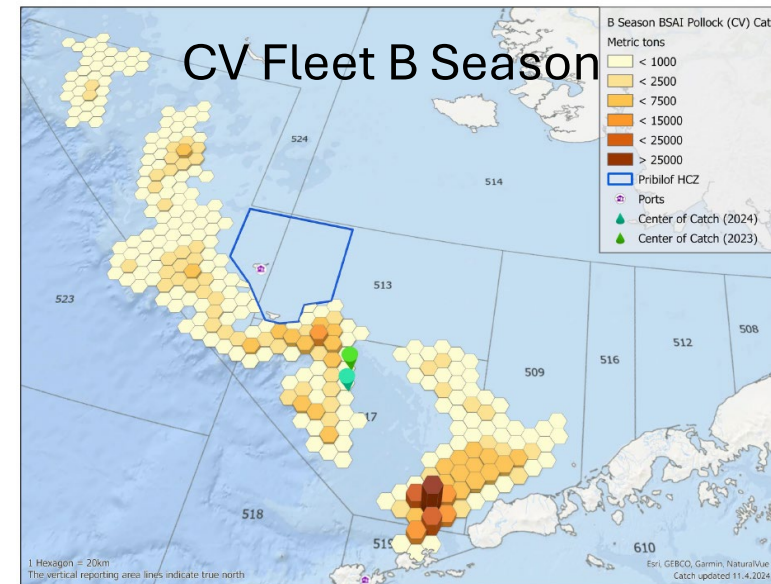 CV Fleet B Season
B Season BSAI Pollock (CV) Cat
Metric tons
< 1000
< 2500
< 7500
< 15000
< 25000
> 25000
Pribilof HCZ
Ports
Center of Catch (2024)
Center of Catch (2023)
524
514
513
523
508
512
516
509
17
518
519
610
1 Hexagon = 20km
The vertical reporting area lines indicate true north
Esri, GEBCO, Garmin, NaturalVue
Catch updated 11.4.2024